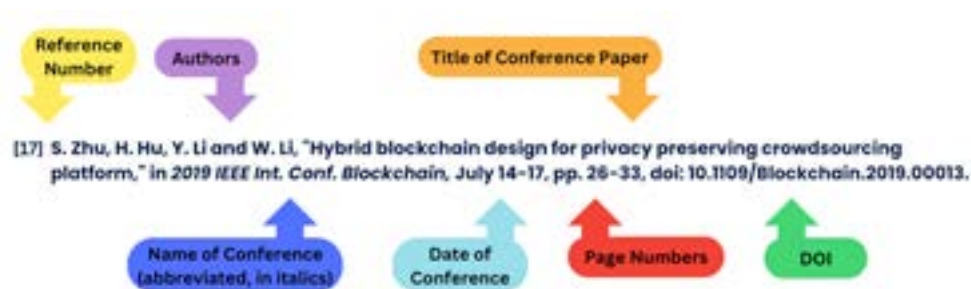 Reference
Number
Authors
Title of Conference Paper
[17] S. Zhu, H. Hu, Y. Li and W. Li, "Hybrid blockchain design for privacy preserving crowdsourcing
platform," in 2019 IEEE Int. Conf. Blockchain, July 14-17, pp. 26-33, doi: 10.1109/Blockchain.2019.00013.
Name of Conference
(abbreviated, in italics)
Date of
Conference
Page Numbers
DOI